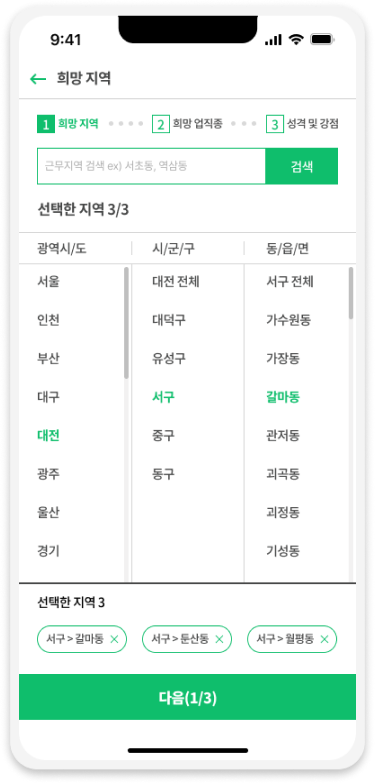 9:41
희망 지역
1 희망 지역 2 희망 업직종 3 성격 및 강점
근무지역 검색 ex) 서초동, 역삼동 검색
선택한 지역 3/3
광역시/도 시/군/구 동/읍/면
서울 대전 전체 서구 전체
인천 대덕구 가수원동
부산 유성구 가장동
대구 서구 갈마동
대전 중구 관저동
광주 동구 괴곡동
울산 괴정동
경기 기성동
선택한 지역 3
서구 > 갈마동 × 서구 > 둔산동 × 서구 > 월평동 ×
다음(1/3)